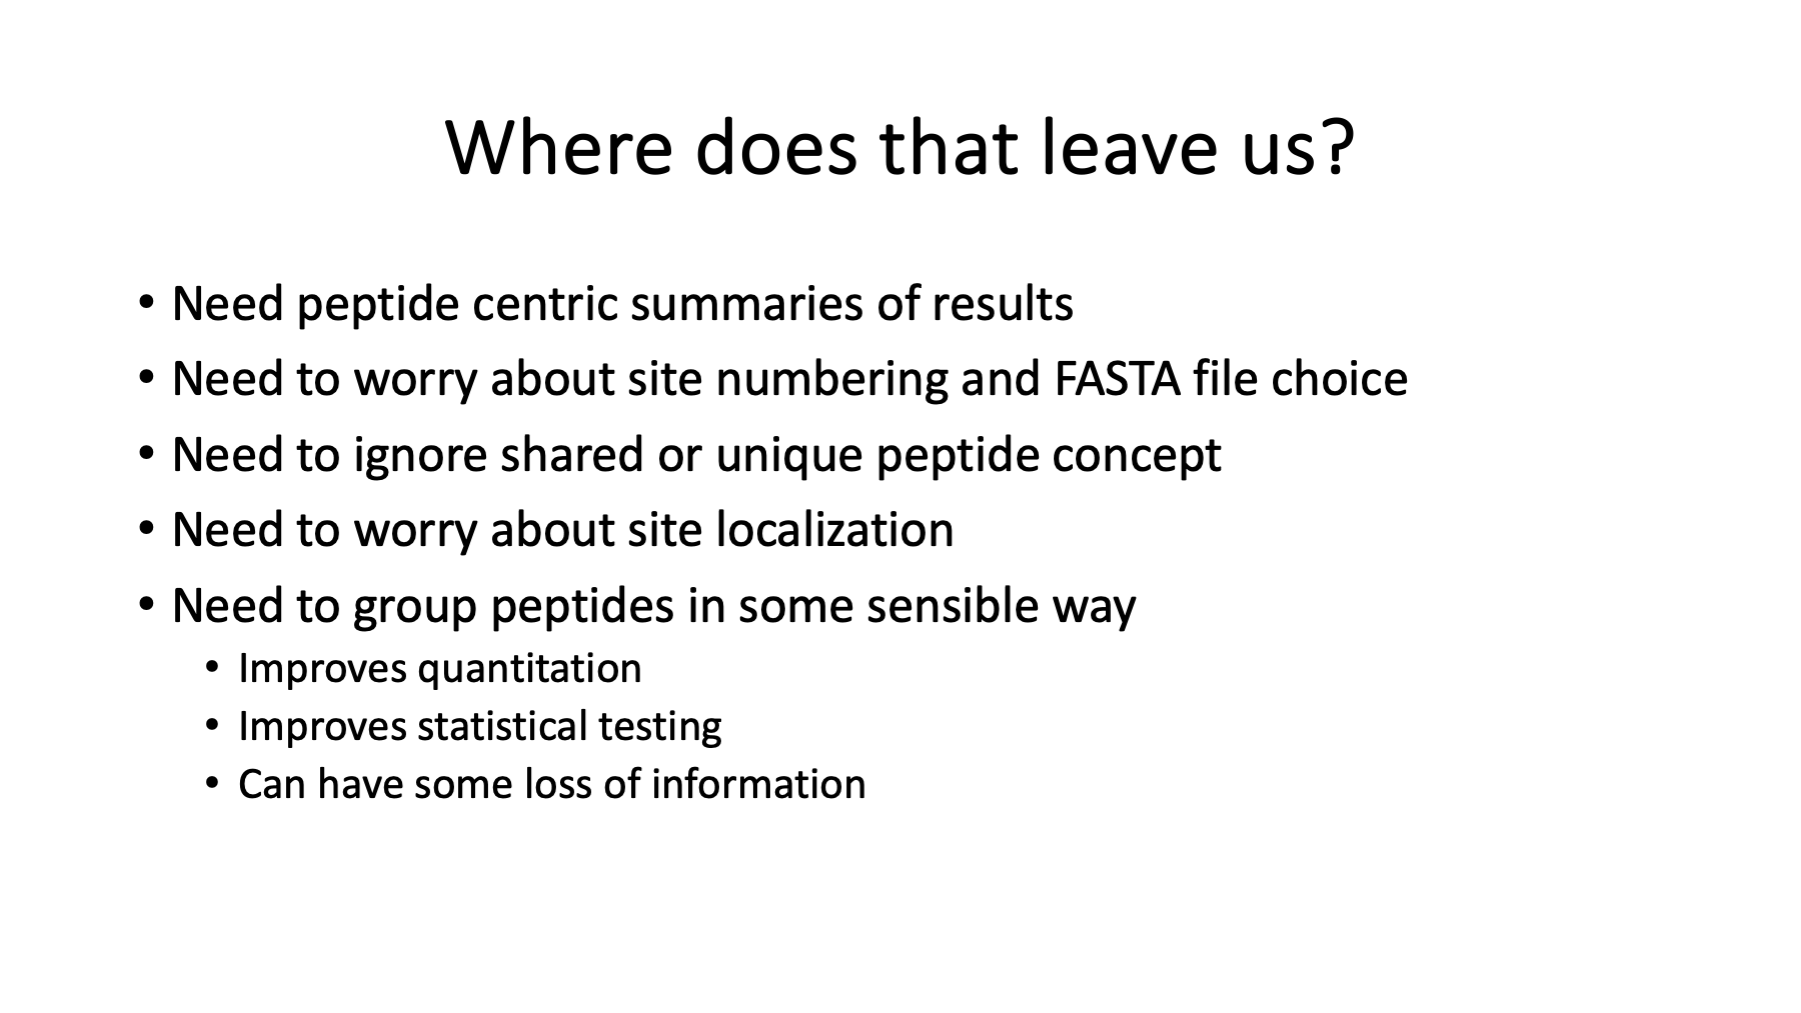 Where does that leave us?
• Need peptide centric summaries of results
• Need to worry about site numbering and FASTA file choice
• Need to ignore shared or unique peptide concept
• Need to worry about site localization
• Need to group peptides in some sensible way
• Improves quantitation
• Improves statistical testing
• Can have some loss of information